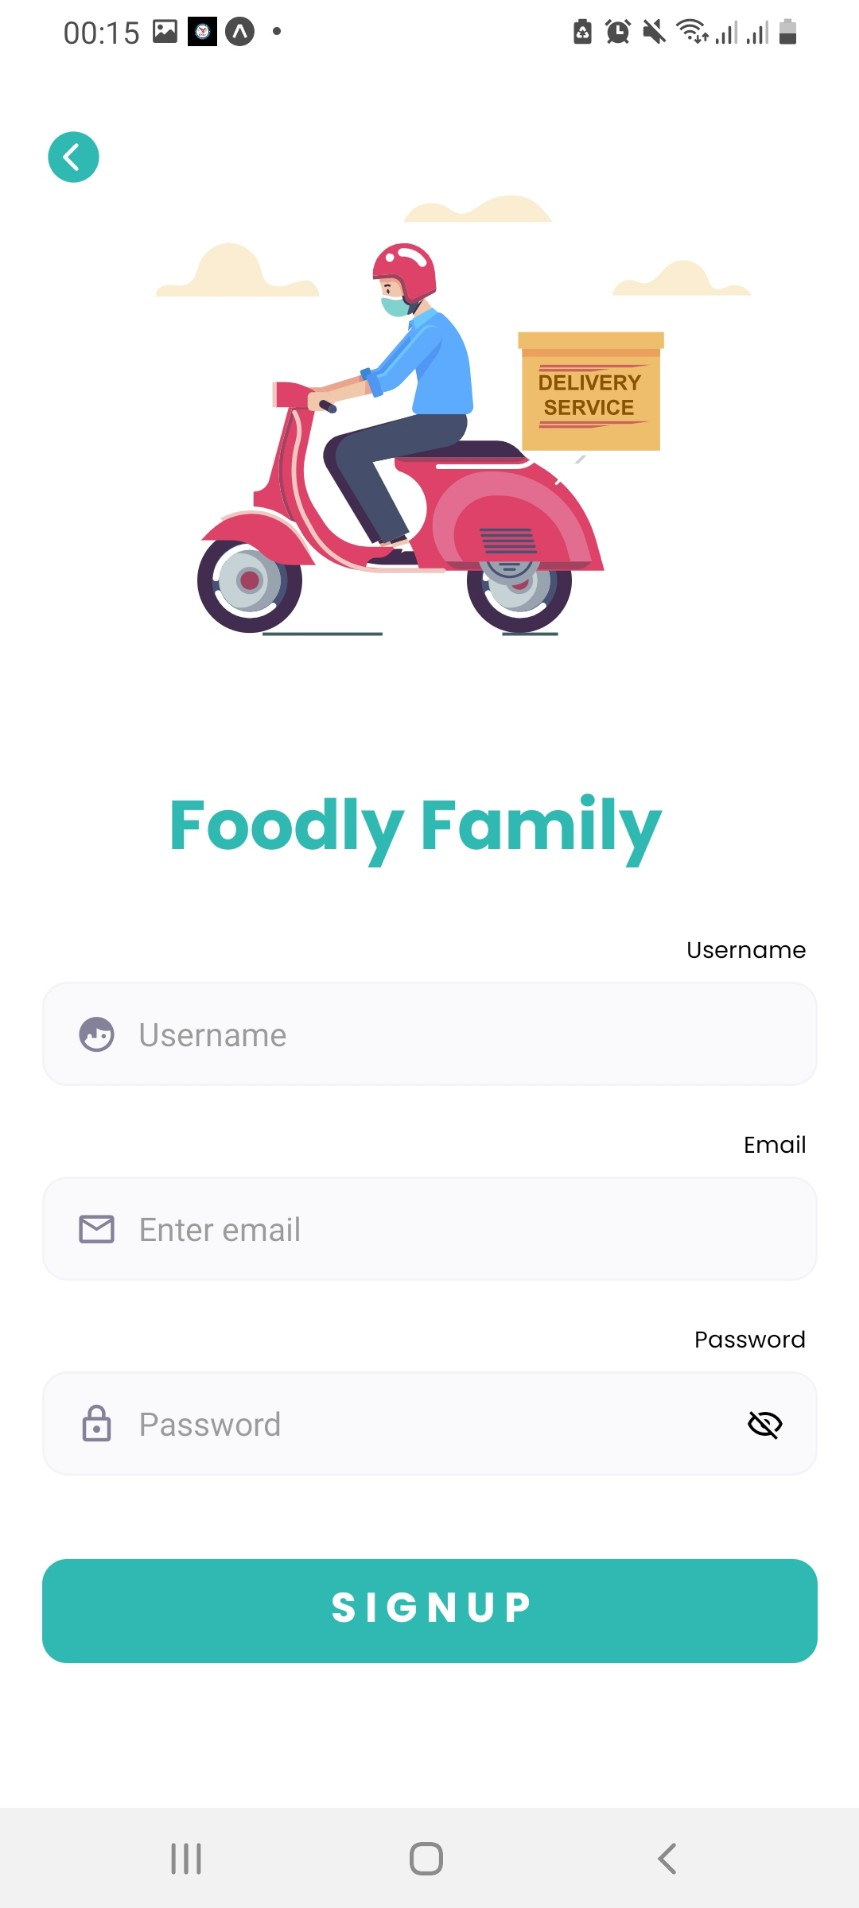 00:15
DELIVERY
SERVICE
Foodly Family
Username
Username
Email
Enter email
Password
Password
SIGNUP